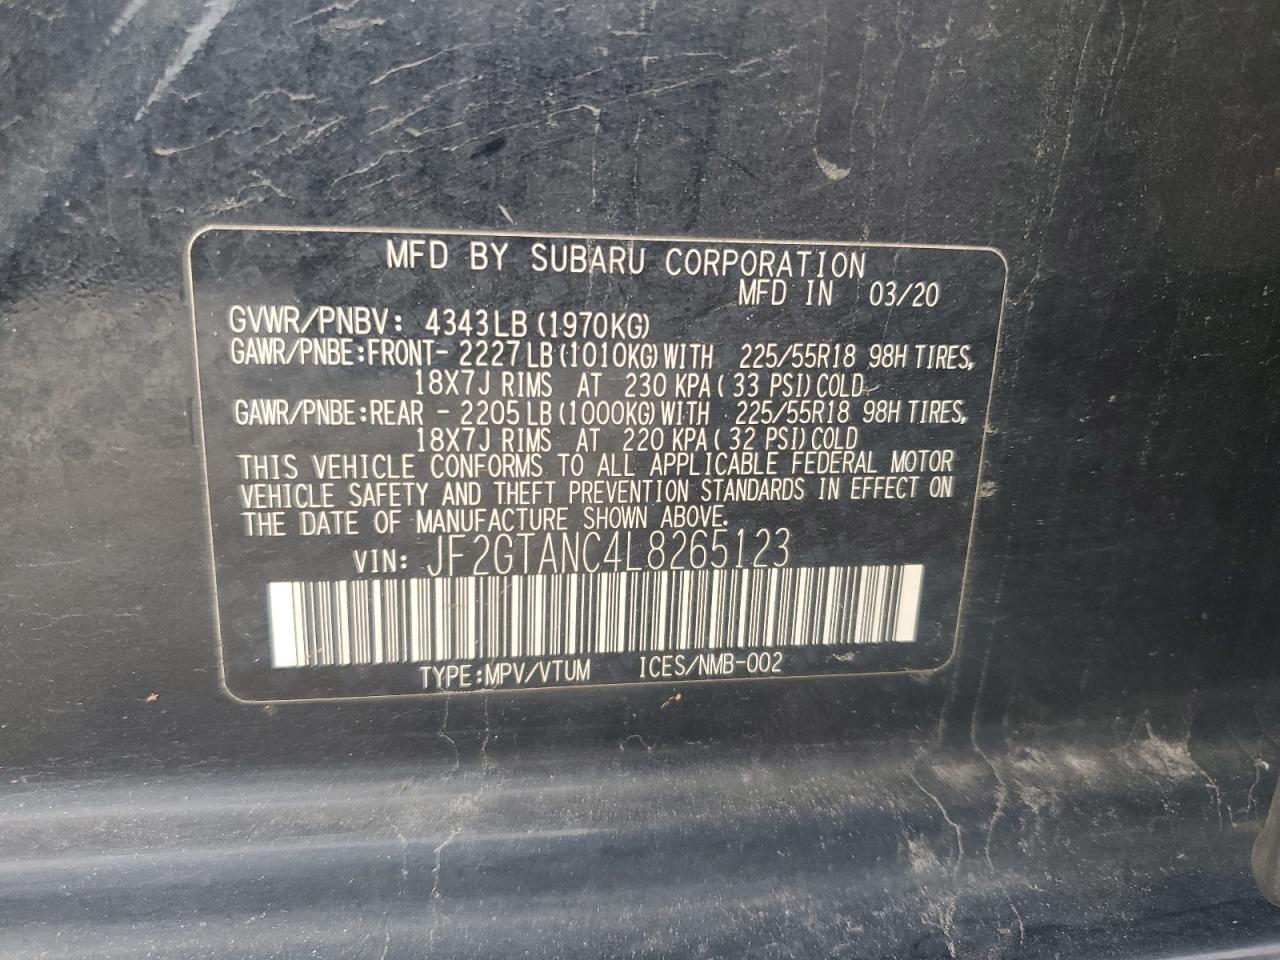 MFD BY SUBARU CORPORATION
MFD IN 03/20
GVWR/PNBV: 4343LB(1970KG)
GAWR/PNBE:FRONT- 2227LB(1010KG)WITH 225/55R18 98H TIRES,
18X7J RIMS AT 230 KPA(33 PSI)COLD
GAWR/PNBE:REAR - 2205LB(1000KG)WITH 225/55R18 98H TIRES,
18X7J RIMS AT 220 KPA(32 PSI)COLD
THIS VEHICLE CONFORMS TO ALL APPLICABLE FEDERAL MOTOR
VEHICLE SAFETY AND THEFT PREVENTION STANDARDS IN EFFECT ON
THE DATE OF MANUFACTURE SHOWN ABOVE.
VIN: JF2GTANC4L8265123
TYPE:MPV/VTUM ICES/NMB-002